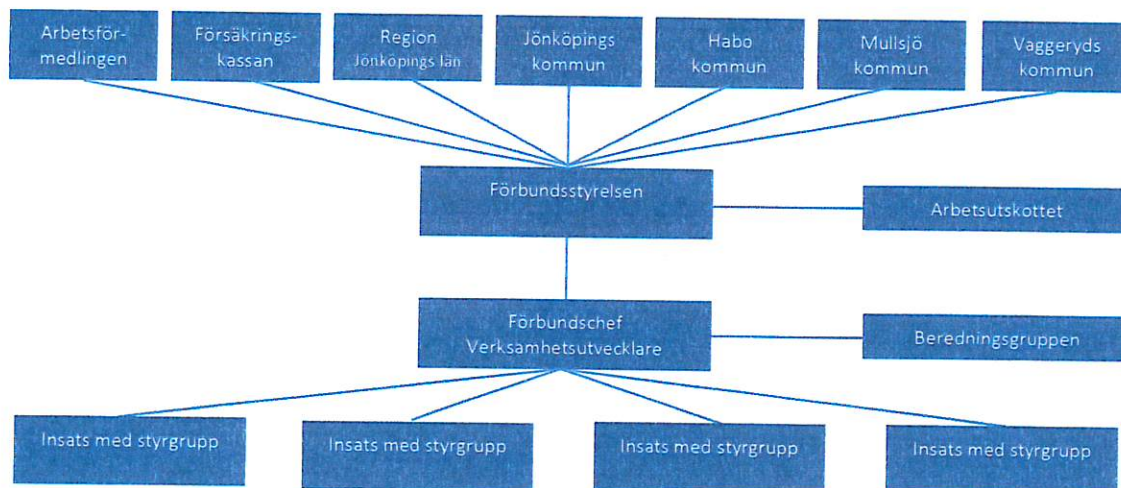 Arbetsför-
medlingen
Försäkrings-
kassan
Region
Jönköpings län
Jönköpings
kommun
Habo
kommun
Mullsjö
kommun
Vaggeryds
kommun
Förbundsstyrelsen
Arbetsutskottet
Förbundschef
Verksamhetsutvecklare
Beredningsgruppen
Insats med styrgrupp
Insats med styrgrupp
Insats med styrgrupp
Insats med styrgrupp